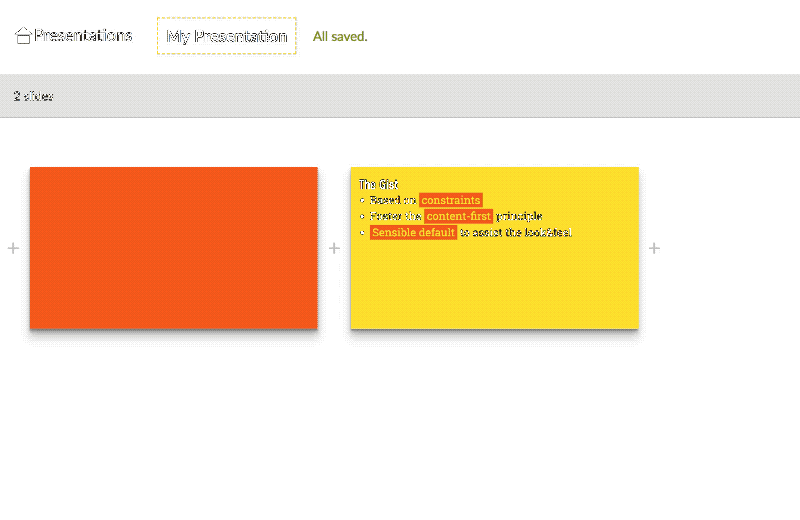 Presentations My Presentation All saved.
2 slides
The Gist
• Based on constraints
• Foster the content-first principle
• Sensible default to assist the look&feel
+ + +